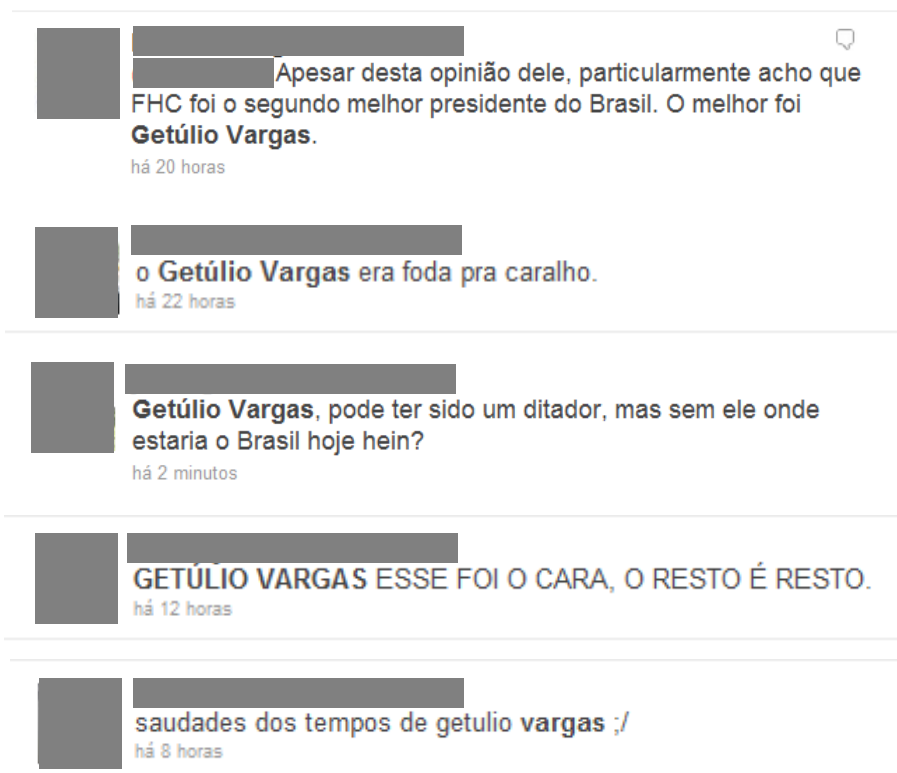 Apesar desta opinião dele, particularmente acho que
FHC foi o segundo melhor presidente do Brasil. O melhor foi
Getúlio Vargas.
há 20 horas
o Getúlio Vargas era foda pra caralho.
há 22 horas
Getúlio Vargas, pode ter sido um ditador, mas sem ele onde
estaria o Brasil hoje hein?
há 2 minutos
GETÚLIO VARGAS ESSE FOI O CARA, O RESTO É RESTO.
há 12 horas
saudades dos tempos de getulio vargas ;/
há 8 horas